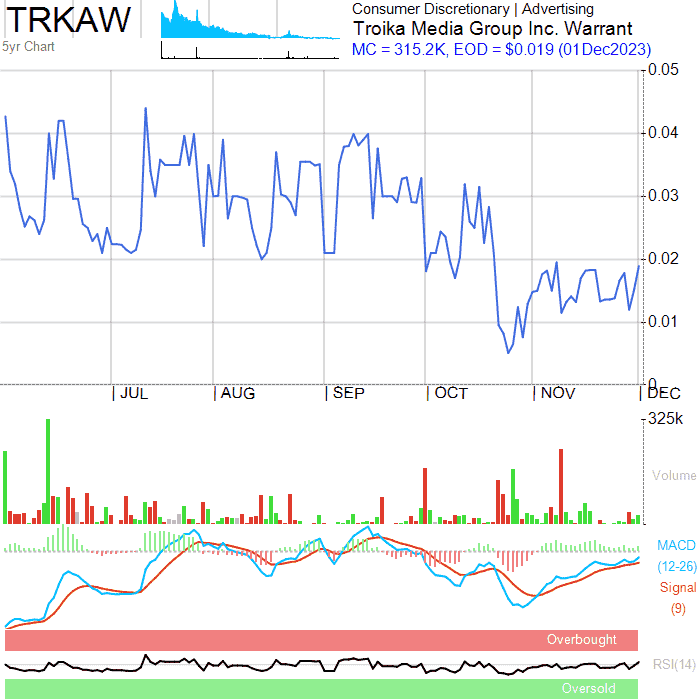 TRKAW
5yr Chart
Consumer Discretionary | Advertising
Troika Media Group Inc. Warrant
MC = 315.2K, EOD = $0.019 (01Dec2023)
0.05
0.04
0.03
0.02
0.01
0
JUL AUG SEP OCT NOV DEC
325k
Volume
MACD
(12-26)
Signal
(9)
Overbought
RSI(14)
Oversold